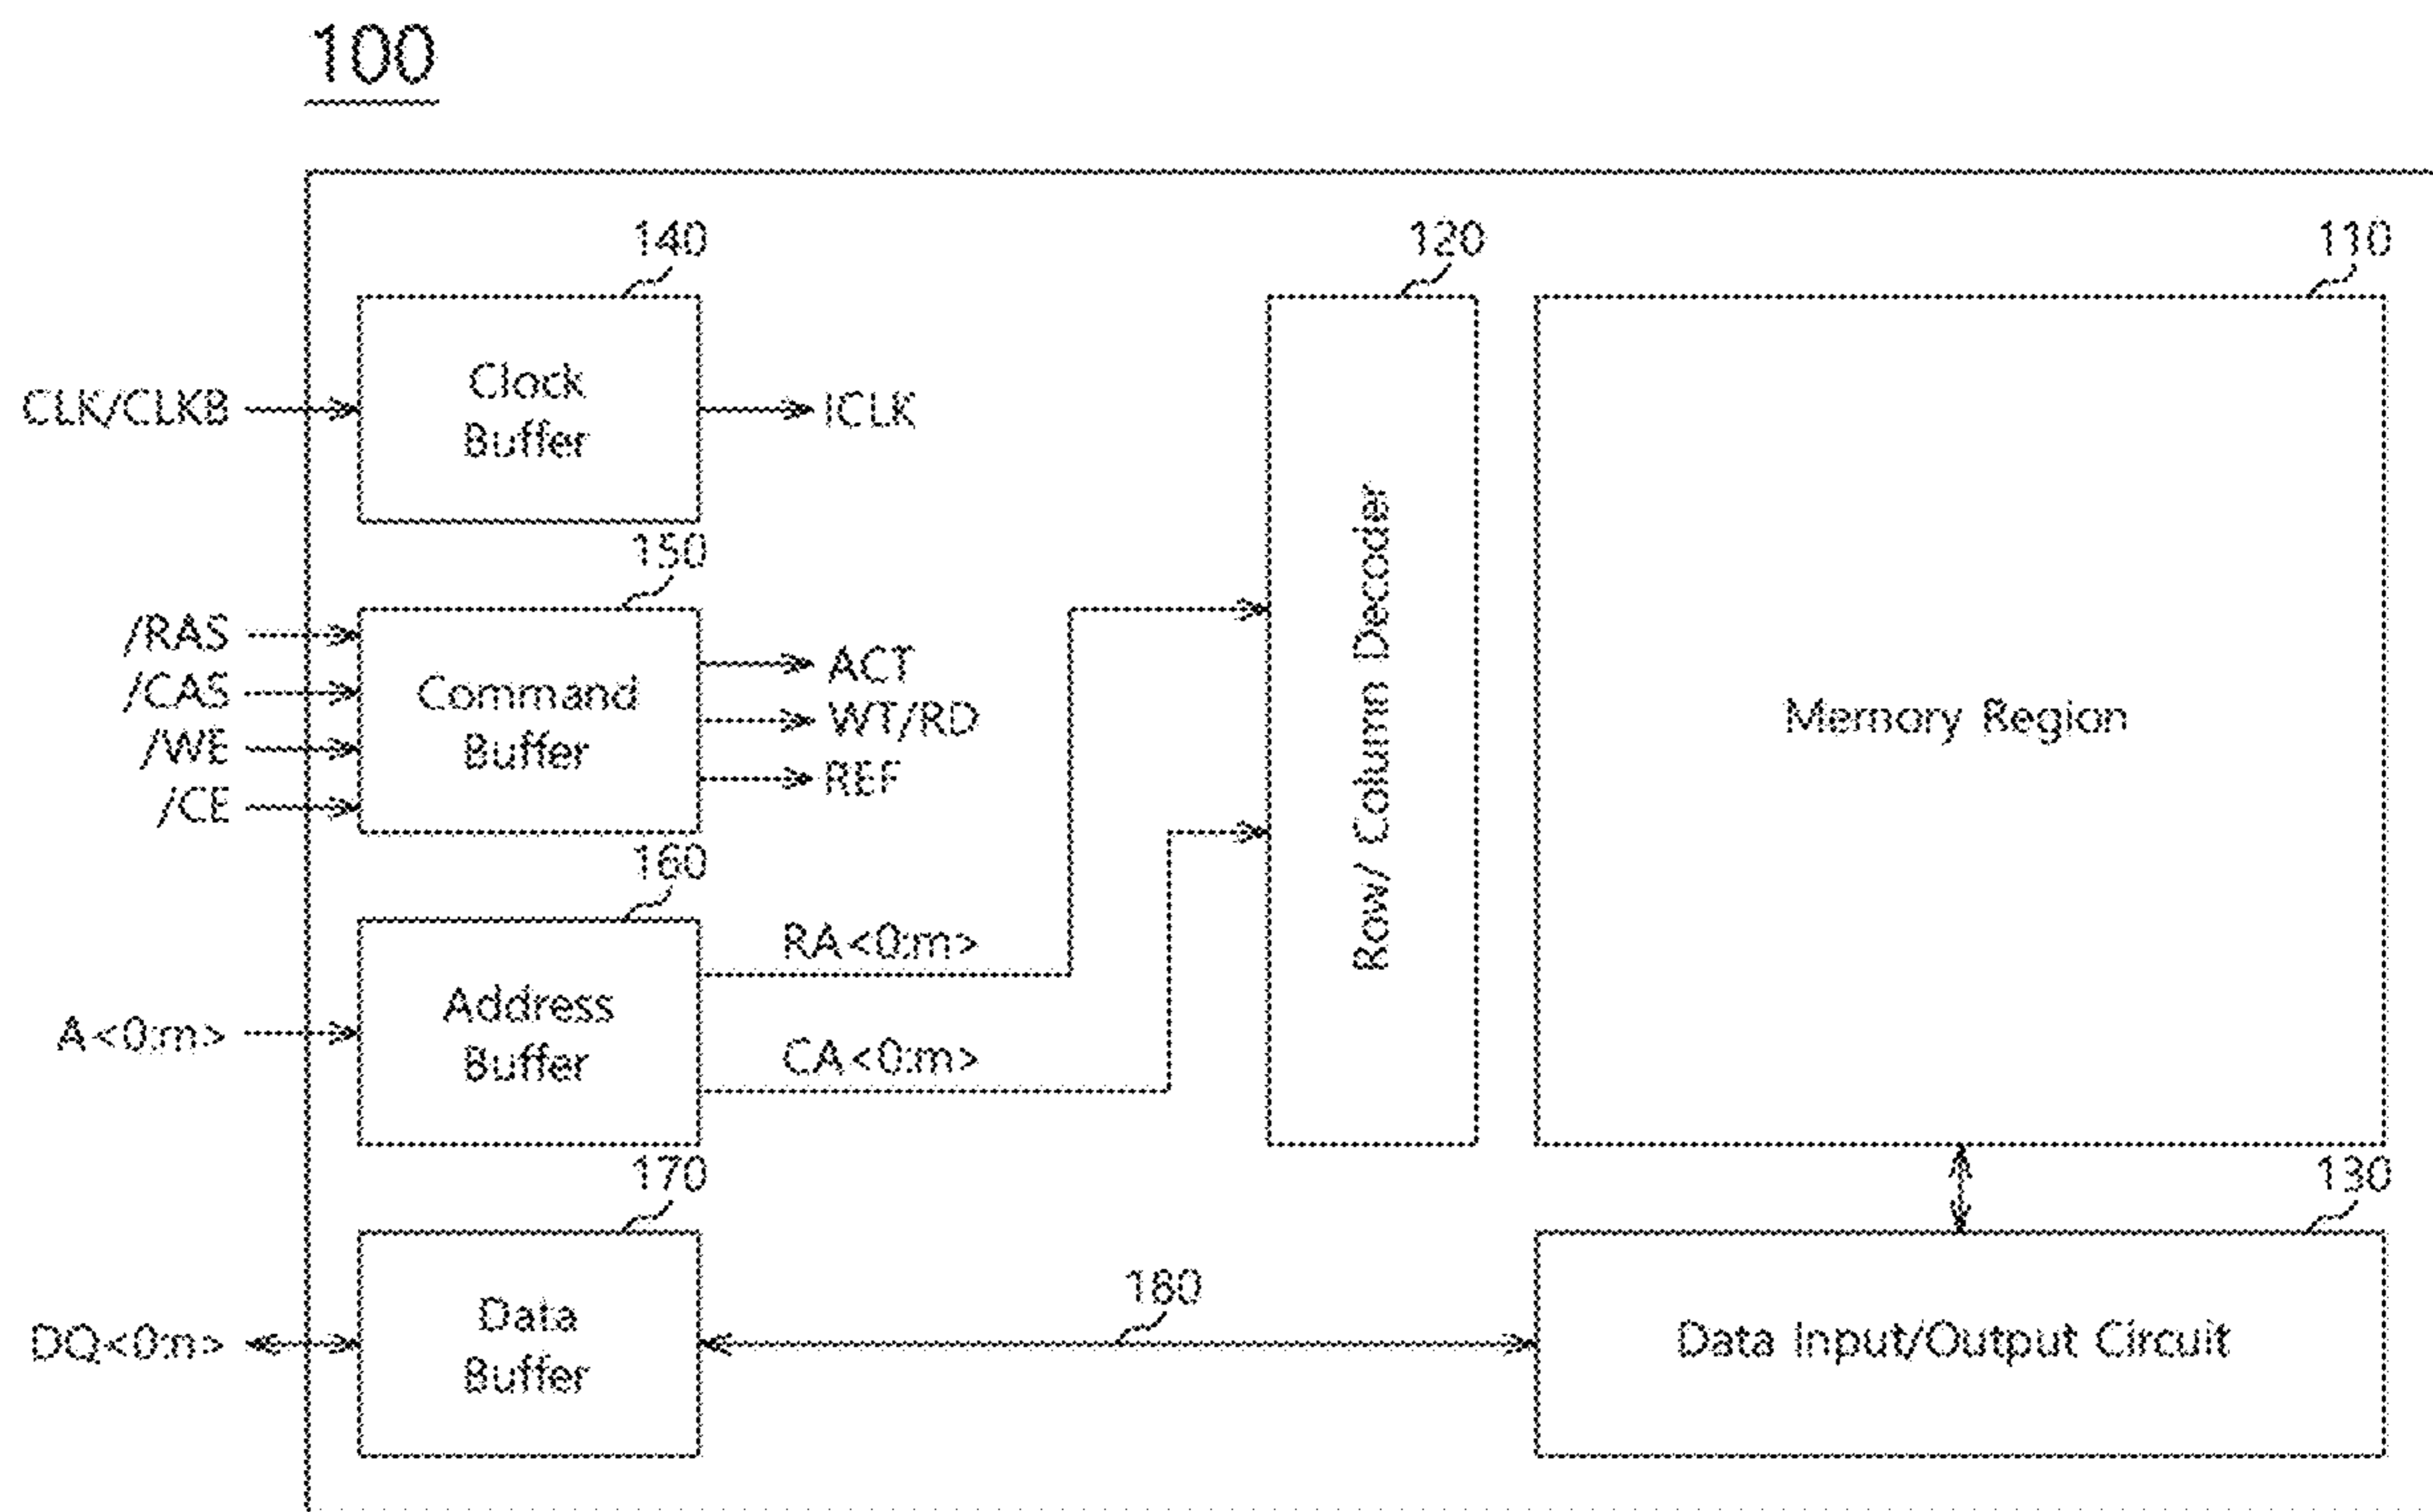 100
140
120
110
Clock
Buffer
CLK/CLKB
ICLK
150
/RAS
/CAS
/WE
/CE
Command
Buffer
ACT
WT/RD
REF
Row/ Column Decoder
Memory Region
160
A<0:m>
Address
Buffer
RA<0:m>
CA<0:m>
170
130
DQ<0:n>
Data
Buffer
180
Data Input/Output Circuit